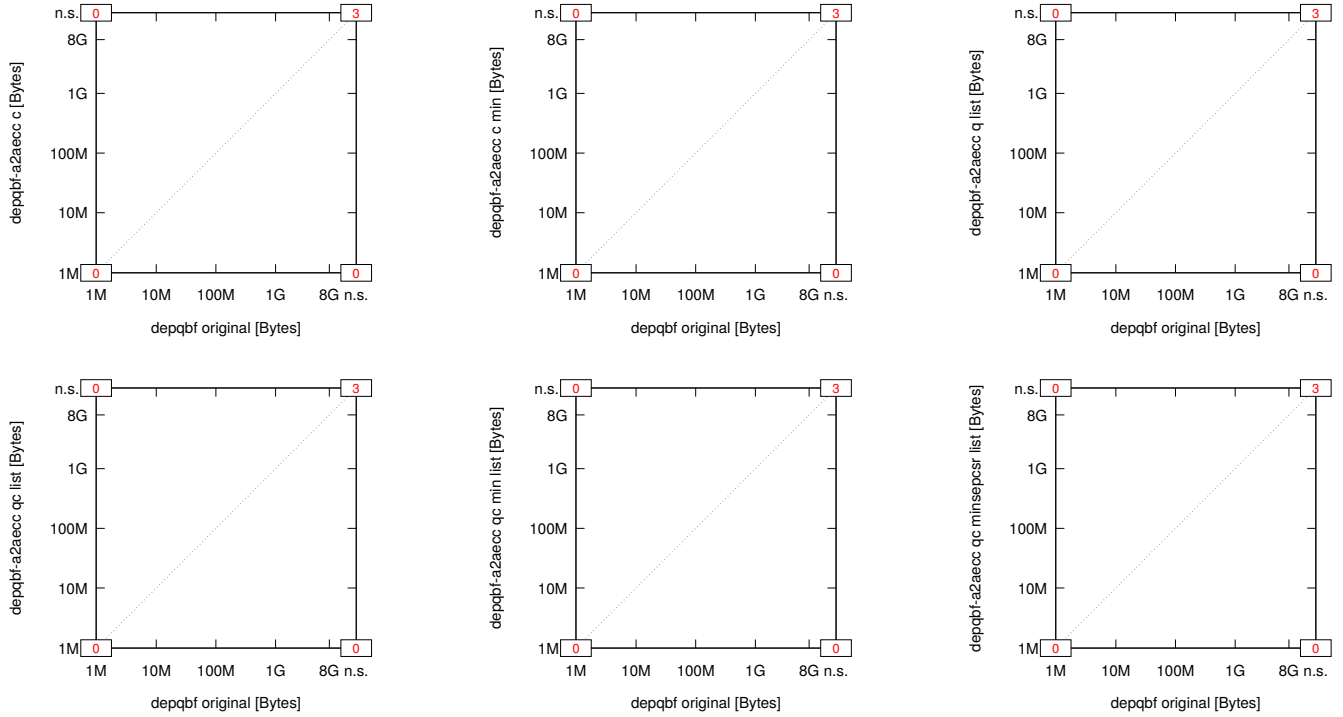 n.s. 0 3
8G
1G
100M
10M
1M 0 0
1M 10M 100M 1G 8G n.s.
depqbf original [Bytes]
depqbf-a2aecc c [Bytes]
n.s. 0 3
8G
1G
100M
10M
1M 0 0
1M 10M 100M 1G 8G n.s.
depqbf original [Bytes]
depqbf-a2aecc c min [Bytes]
n.s. 0 3
8G
1G
100M
10M
1M 0 0
1M 10M 100M 1G 8G n.s.
depqbf original [Bytes]
depqbf-a2aecc q list [Bytes]
n.s. 0 3
8G
1G
100M
10M
1M 0 0
1M 10M 100M 1G 8G n.s.
depqbf original [Bytes]
depqbf-a2aecc qc list [Bytes]
n.s. 0 3
8G
1G
100M
10M
1M 0 0
1M 10M 100M 1G 8G n.s.
depqbf original [Bytes]
depqbf-a2aecc qc min list [Bytes]
n.s. 0 3
8G
1G
100M
10M
1M 0 0
1M 10M 100M 1G 8G n.s.
depqbf original [Bytes]
depqbf-a2aecc qc minsepcsr list [Bytes]